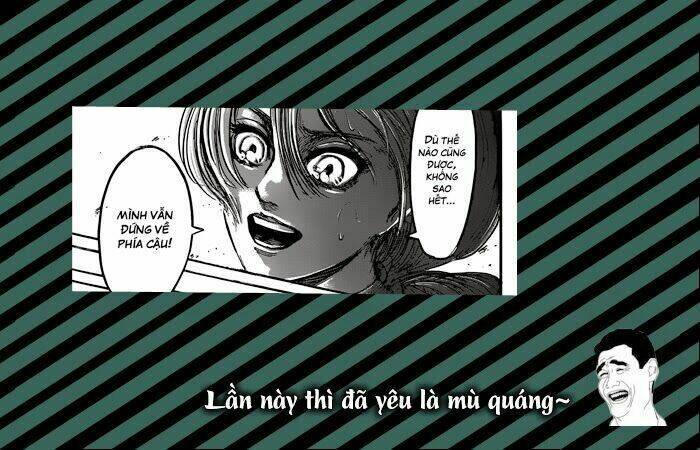 DÙ THẾ
NÀO CŨNG
ĐƯỢC,
KHÔNG
SAO
HẾT...
MÌNH VẪN
ĐỨNG VỀ
PHÍA CẬU!
Lần này thì đã yêu là mù quáng~